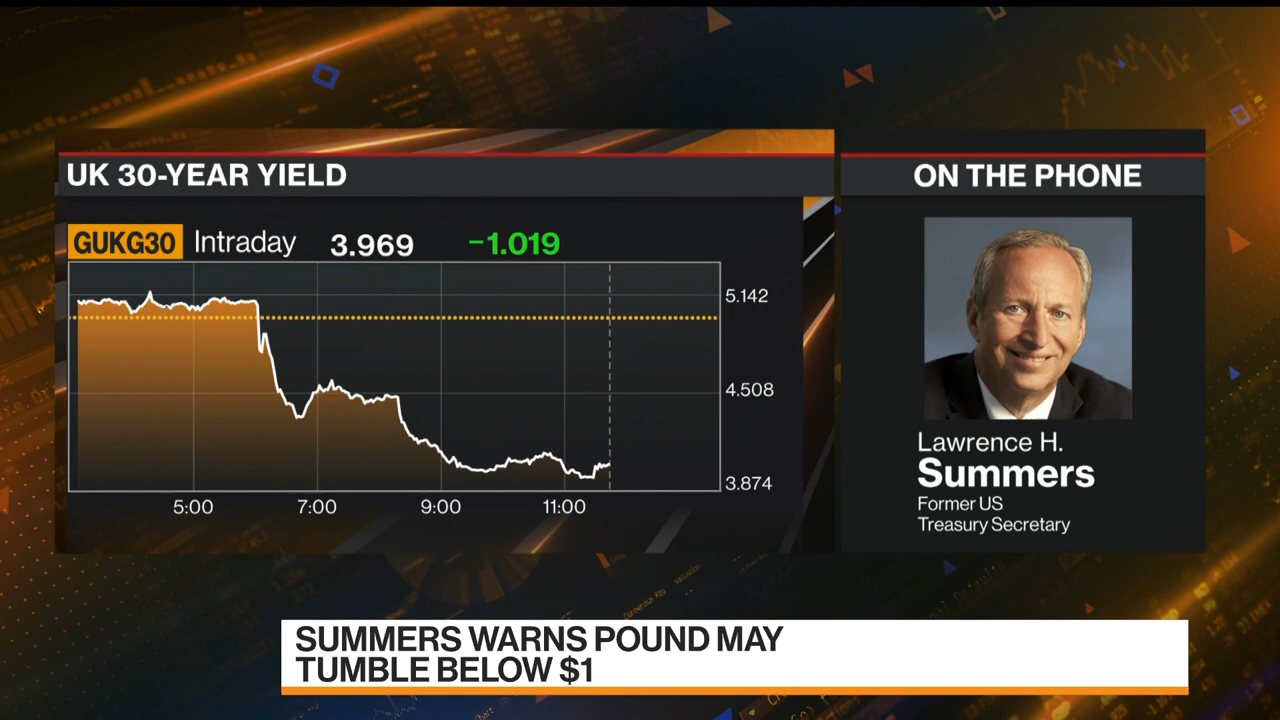 UK 30-YEAR YIELD
GUKG30 Intraday 3.969 −1.019
5.142
4.508
3.874
5:00 7:00 9:00 11:00
ON THE PHONE
Lawrence H.
Summers
Former US
Treasury Secretary
SUMMERS WARNS POUND MAY
TUMBLE BELOW $1